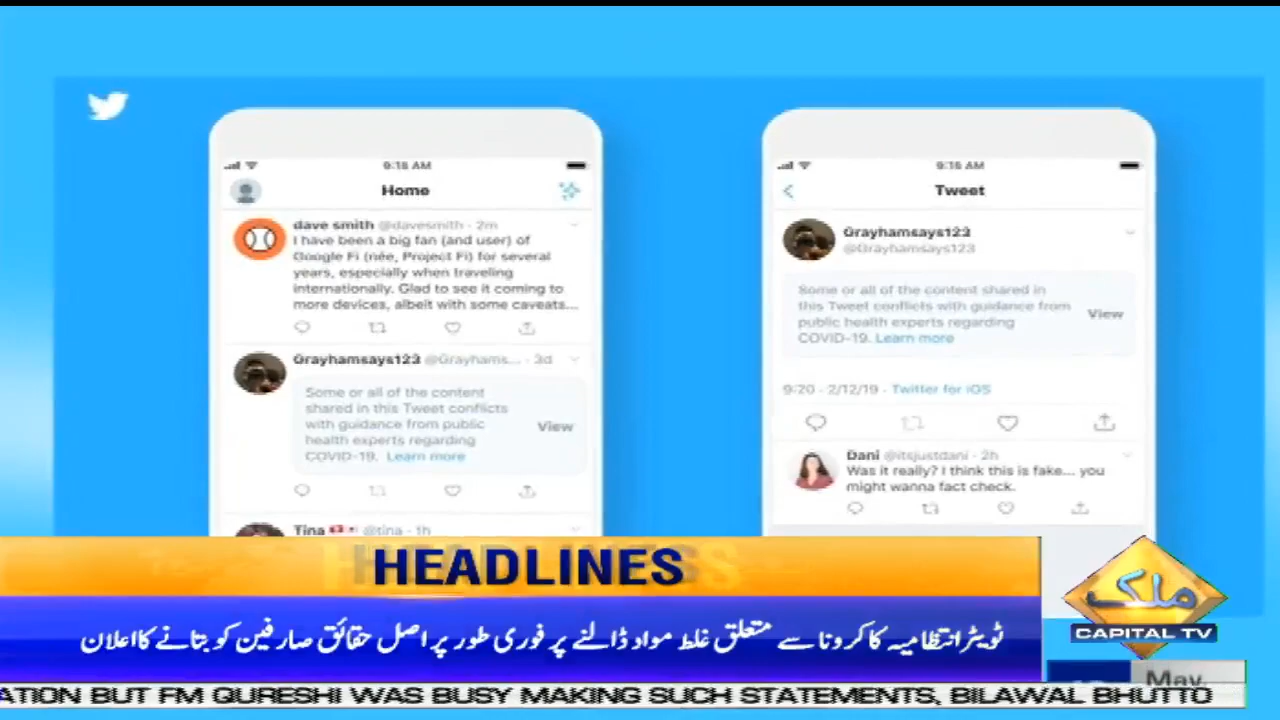 9:16 AM
Home
dave smith @davesmith - 2m
I have been a big fan (and user) of
Google Fi (née, Project Fi) for several
years, especially when traveling
internationally. Glad to see it coming to
more devices, albeit with some caveats...
Grayhamsays123 @Grayhams... - 3d
Some or all of the content
shared in this Tweet conflicts
with guidance from public
health experts regarding
COVID-19. Learn more
View
Tina @tina - 1h
9:16 AM
Tweet
Grayhamsays123
@Grayhamsays123
Some or all of the content shared in
this Tweet conflicts with guidance from
public health experts regarding
COVID-19. Learn more
View
9:20 - 2/12/19 - Twitter for iOS
Dani @itsjustdani - 2h
Was it really? I think this is fake... you
might wanna fact check.
HEADLINES
ٹویٹر انتظامیہ کا کرونا سے متعلق غلط مواد ڈالنے پر فوری طور پر اصل حقائق صارفین کو بتانے کا اعلان
ملک
CAPITAL TV
May,
ATION BUT FM QURESHI WAS BUSY MAKING SUCH STATEMENTS, BILAWAL BHUTTO